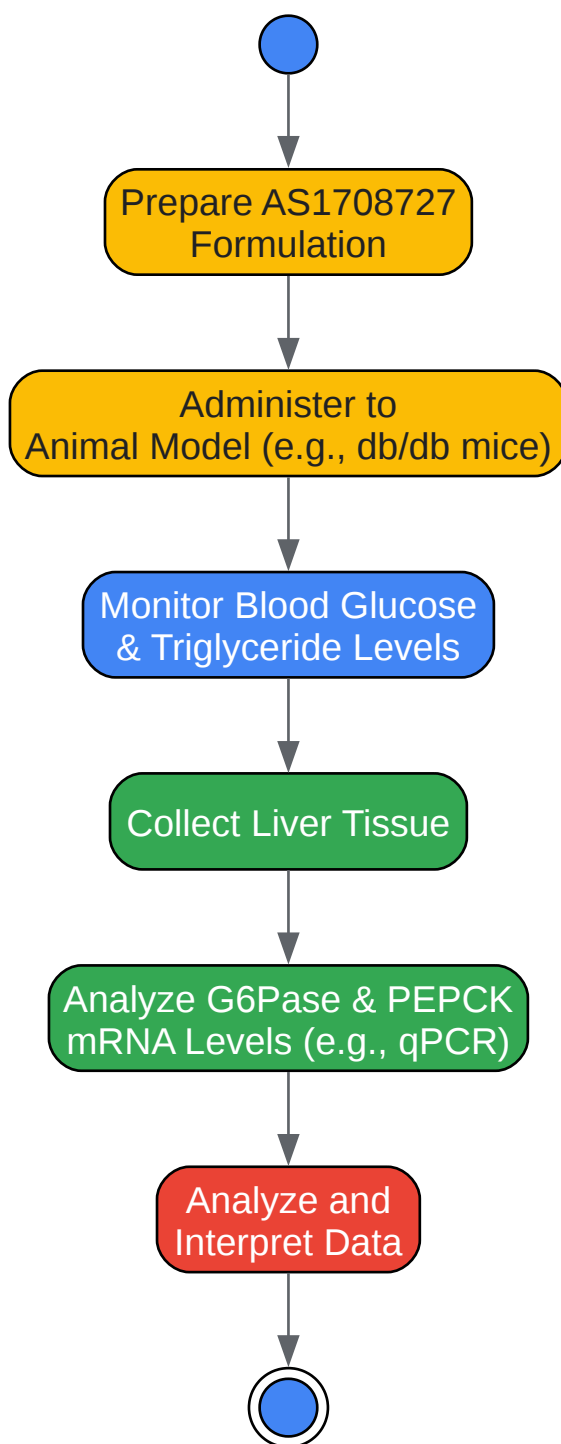 Prepare AS1708727
Formulation
Administer to
Animal Model (e.g., db/db mice)
Monitor Blood Glucose
& Triglyceride Levels
Collect Liver Tissue
Analyze G6Pase & PEPCK
mRNA Levels (e.g., qPCR)
Analyze and
Interpret Data